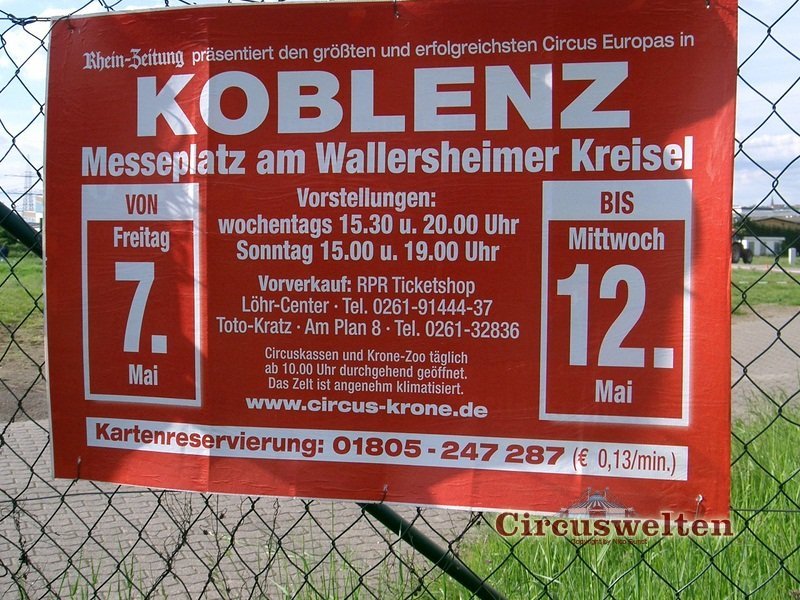 Rhein-Zeitung präsentiert den größten und erfolgreichsten Circus Europas in
KOBLENZ
Messeplatz am Wallersheimer Kreisel
VON
Freitag
7.
Mai
Vorstellungen:
wochentags 15.30 u. 20.00 Uhr
Sonntag 15.00 u. 19.00 Uhr
Vorverkauf: RPR Ticketshop
Löhr-Center · Tel. 0261-91444-37
Toto-Kratz · Am Plan 8 · Tel. 0261-32836
Circuskassen und Krone-Zoo täglich
ab 10.00 Uhr durchgehend geöffnet.
Das Zelt ist angenehm klimatisiert.
www.circus-krone.de
BIS
Mittwoch
12.
Mai
Kartenreservierung: 01805 - 247 287 (€ 0,13/min.)
Circuswelten